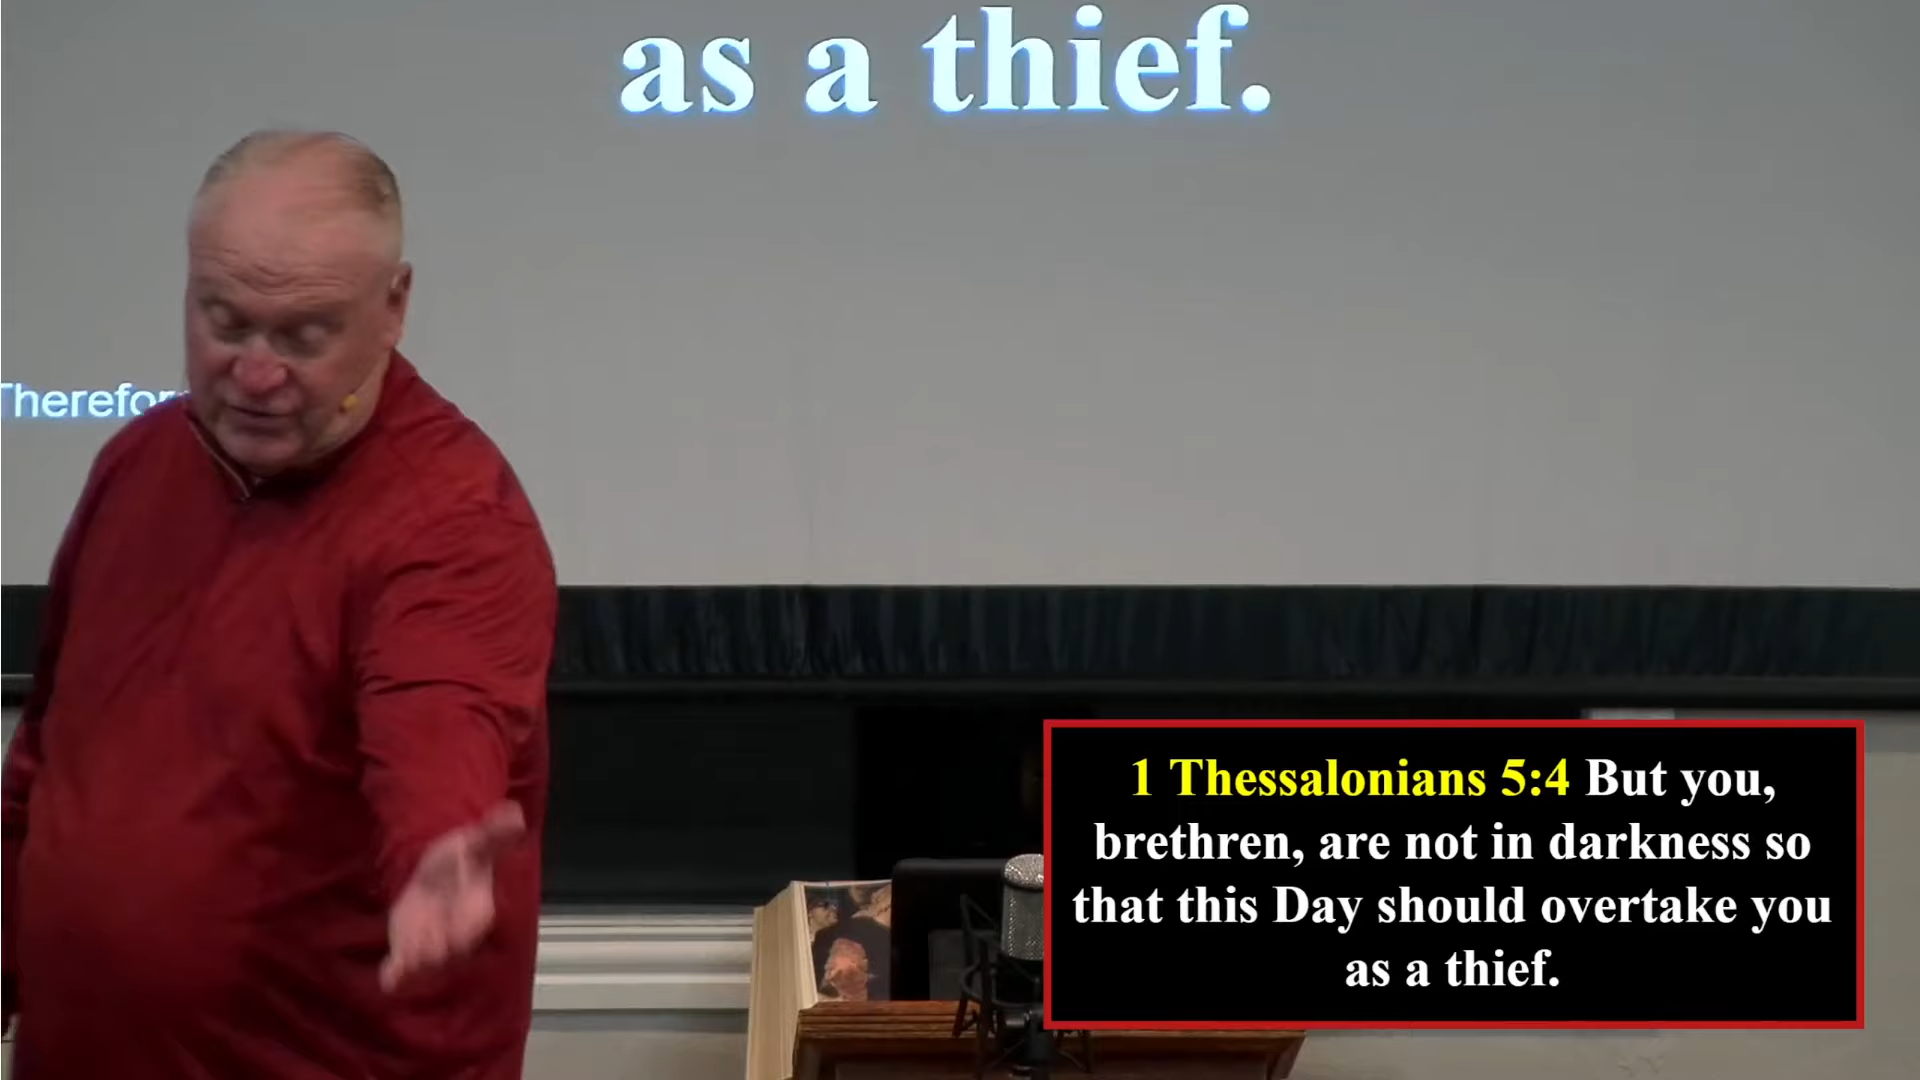 as a thief.
Therefor
1 Thessalonians 5:4 But you,
brethren, are not in darkness so
that this Day should overtake you
as a thief.